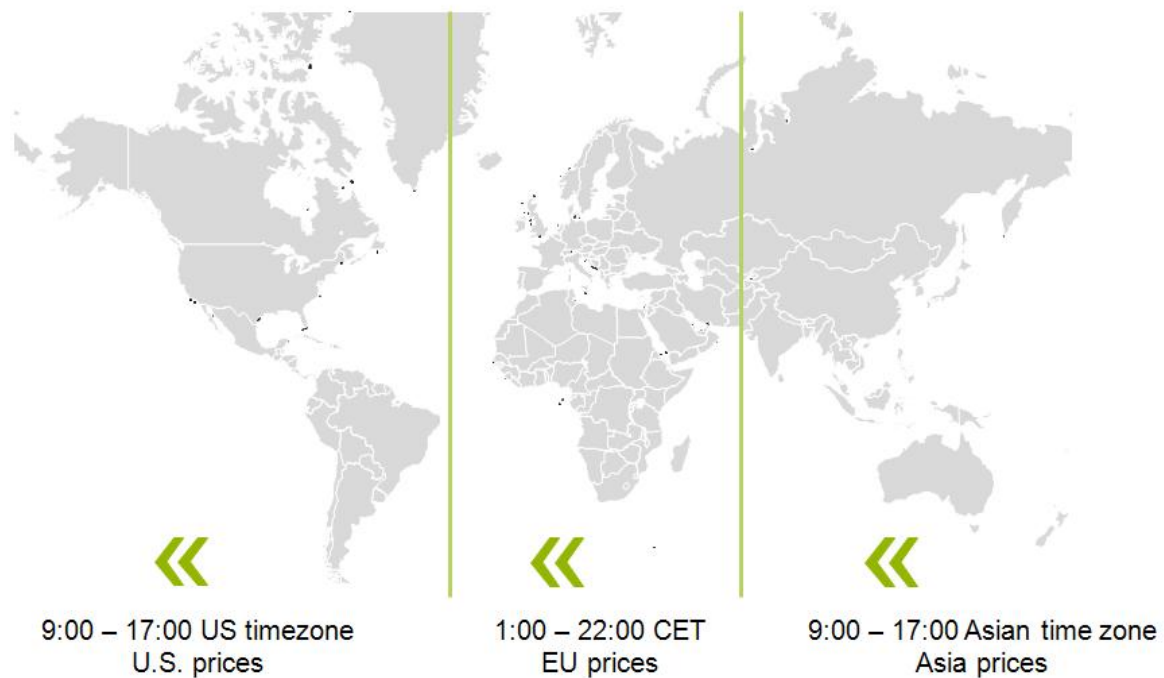 9:00 – 17:00 US timezone
U.S. prices
1:00 – 22:00 CET
EU prices
9:00 – 17:00 Asian time zone
Asia prices